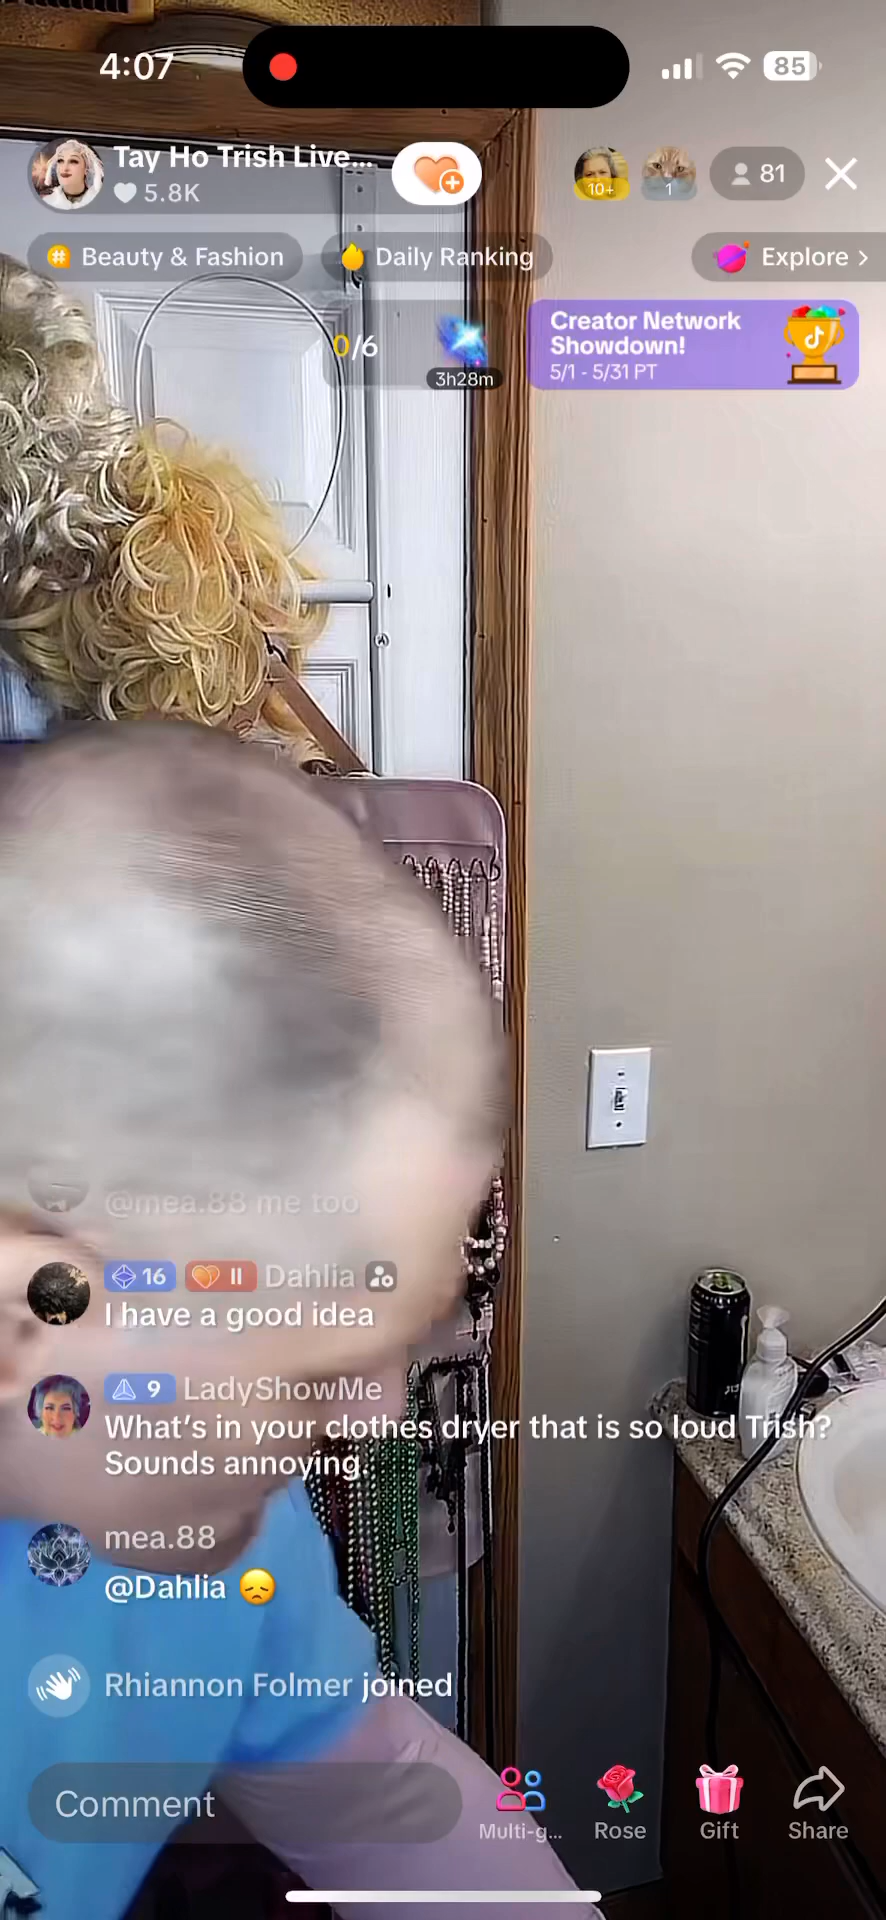 4:07
85
Tay Ho Trish Live...
5.8K
10+
1
81
Beauty & Fashion
Daily Ranking
Explore >
0/6
3h28m
Creator Network
Showdown!
5/1 - 5/31 PT
@mea.88 me too
16 II Dahlia
I have a good idea
9 LadyShowMe
What's in your clothes dryer that is so loud Trish?
Sounds annoying.
mea.88
@Dahlia 😞
Rhiannon Folmer joined
Comment
Multi-g...
Rose
Gift
Share